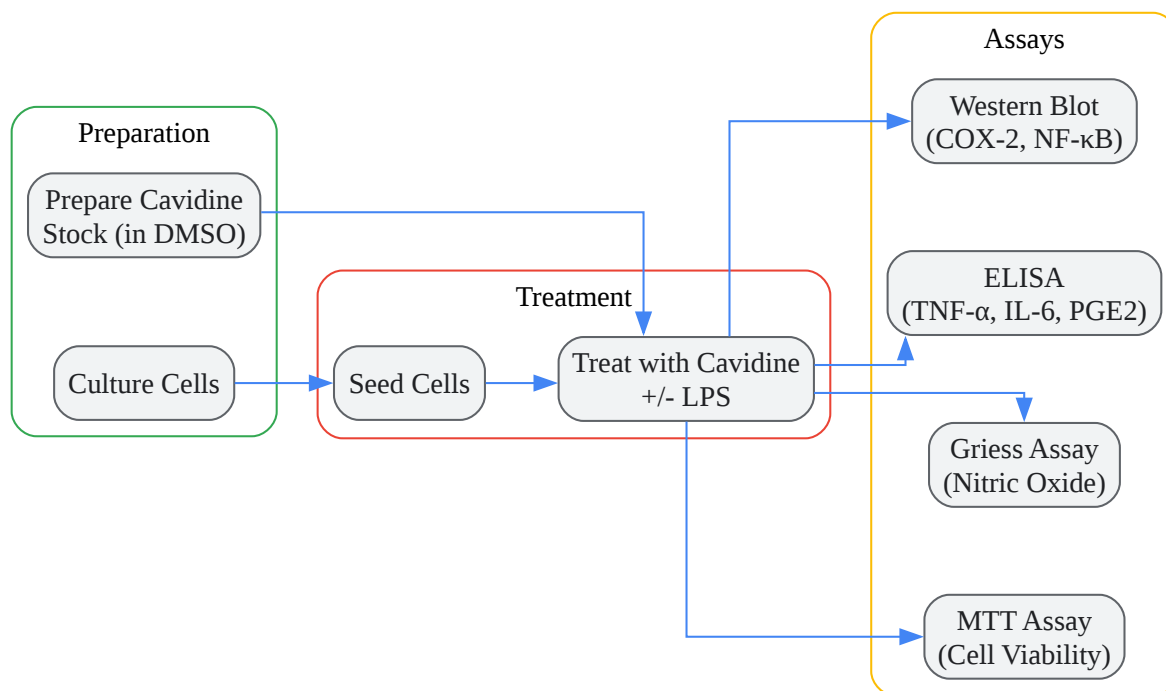 Preparation
Prepare Cavidine
Stock (in DMSO)
Culture Cells
Treatment
Seed Cells
Treat with Cavidine
+/- LPS
Assays
Western Blot
(COX-2, NF-κB)
ELISA
(TNF-α, IL-6, PGE2)
Griess Assay
(Nitric Oxide)
MTT Assay
(Cell Viability)